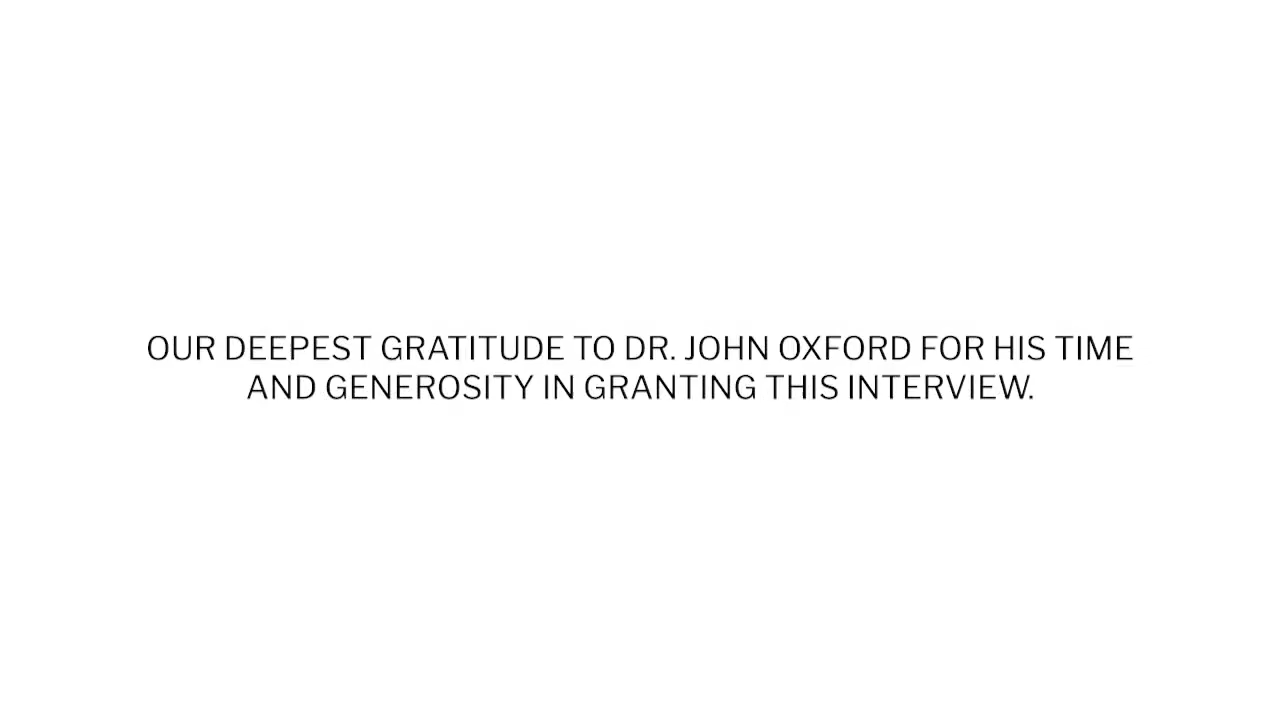 OUR DEEPEST GRATITUDE TO DR. JOHN OXFORD FOR HIS TIME
AND GENEROSITY IN GRANTING THIS INTERVIEW.